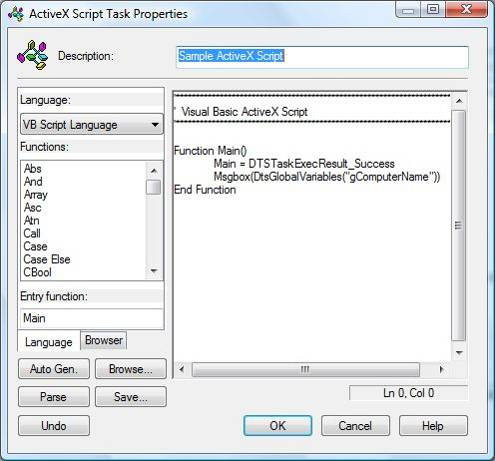 ActiveX Script Task Properties
Description:
Sample ActiveX Script
Language:
VB Script Language
Functions:
Abs
And
Array
Asc
Atn
Call
Case
Case Else
CBool
Entry function:
Main
Language
Browser
Auto Gen.
Browse...
Parse
Save...
Undo
' Visual Basic ActiveX Script
Function Main()
Main = DTSTaskExecResult_Success
Msgbox(DtsGlobalVariables("gComputerName"))
End Function
Ln 0, Col 0
OK
Cancel
Help